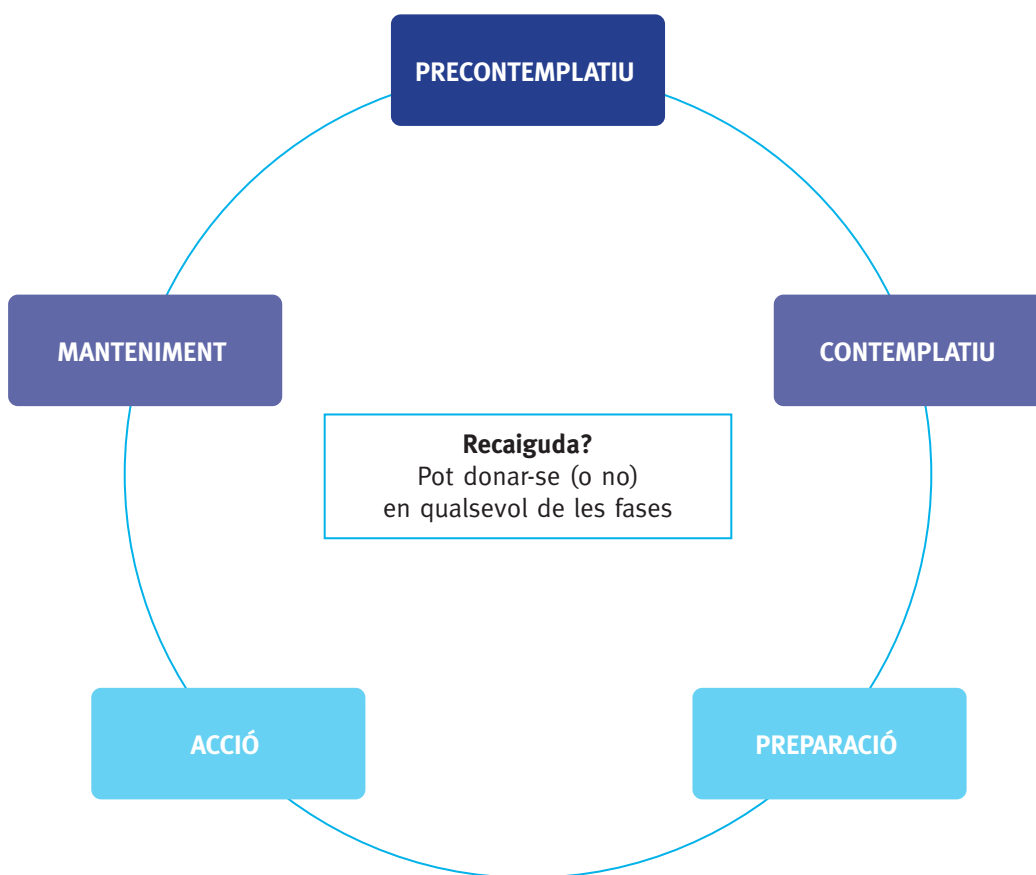 PRECONTEMPLATIU
MANTENIMENT
CONTEMPLATIU
Recaiguda?
Pot donar-se (o no)
en qualsevol de les fases
ACCIÓ
PREPARACIÓ